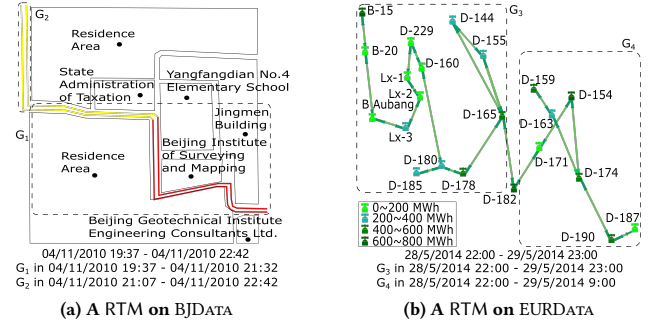 G2
Residence
Area
State
Administration
of Taxation
Yangfangdian No.4
Elementary School
Jingmen
Building
G1
Beijing Institute
of Surveying
and Mapping
Residence
Area
Beijing Geotechnical Institute
Engineering Consultants Ltd.
04/11/2010 19:37 - 04/11/2010 22:42
G1 in 04/11/2010 19:37 - 04/11/2010 21:32
G2 in 04/11/2010 21:07 - 04/11/2010 22:42
(a) A RTM on BJDATA
B-15
D-144
G3
D-229
B-20
D-155
G4
D-160
Lx-1
D-159
Lx-2
D-154
B Aubang
D-165
D-163
Lx-3
D-180
D-171
D-174
D-185
D-178
D-182
0~200 MWh
200~400 MWh
400~600 MWh
600~800 MWh
D-187
D-190
28/5/2014 22:00 - 29/5/2014 23:00
G3 in 28/5/2014 22:00 - 29/5/2014 23:00
G4 in 28/5/2014 22:00 - 29/5/2014 9:00
(b) A RTM on EURDATA